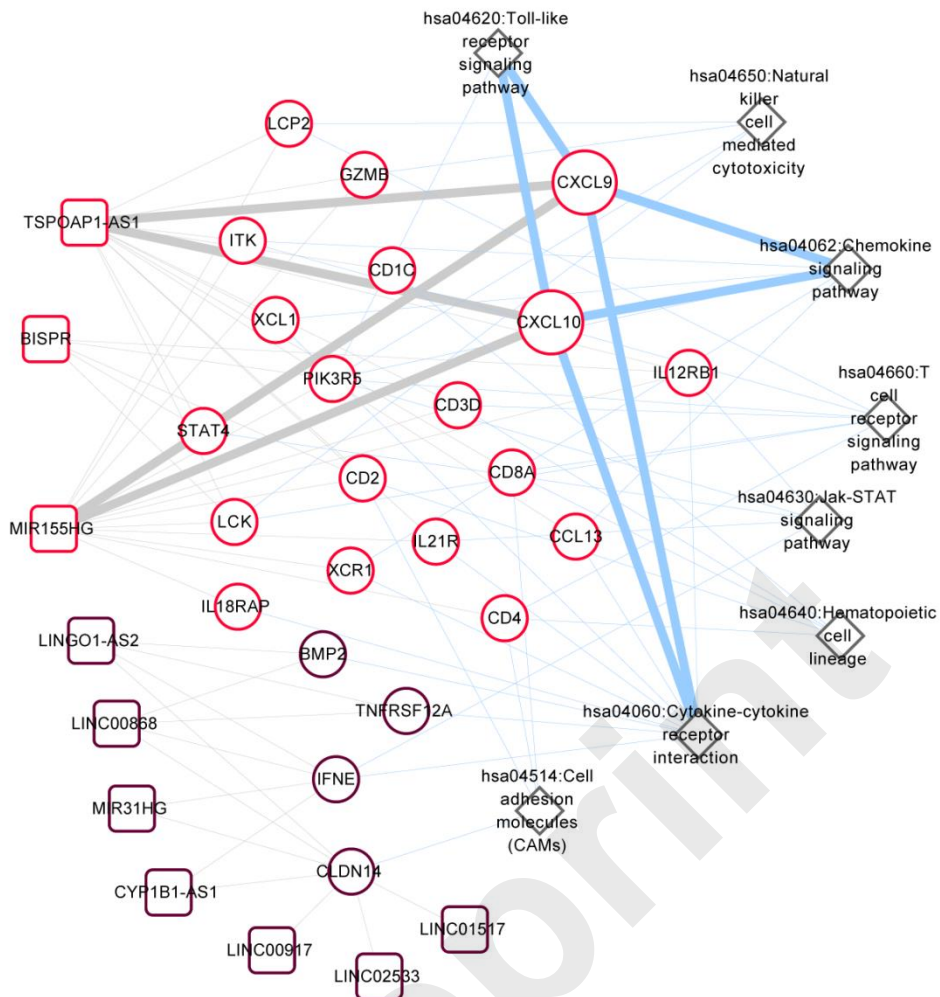 hsa04620:Toll-like
receptor
signaling
pathway
hsa04650:Natural
killer
cell
mediated
cytotoxicity
LCP2
GZMB
CXCL9
TSPOAP1-AS1
ITK
CD1C
hsa04062:Chemokine
signaling
pathway
XCL1
CXCL10
BISPR
PIK3R5
IL12RB1
hsa04660:T
cell
receptor
signaling
pathway
CD3D
STAT4
CD2
CD8A
hsa04630:Jak-STAT
signaling
pathway
MIR155HG
LCK
IL21R
CCL13
XCR1
IL18RAP
CD4
hsa04640:Hematopoietic
cell
lineage
LINGO1-AS2
BMP2
LINC00868
TNFRSF12A
hsa04060:Cytokine-cytokine
receptor
interaction
IFNE
hsa04514:Cell
adhesion
molecules
(CAMs)
MIR31HG
CLDN14
CYP1B1-AS1
LINC01517
LINC00917
LINC02533